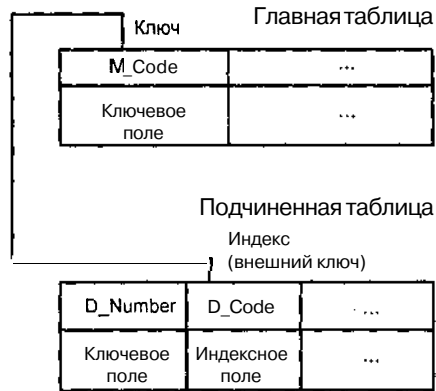 Главная таблица
Ключ
M_Code ...
Ключевое поле ...
Подчиненная таблица
Индекс
(внешний ключ)
D_Number D_Code ...
Ключевое Индексное ...
поле поле